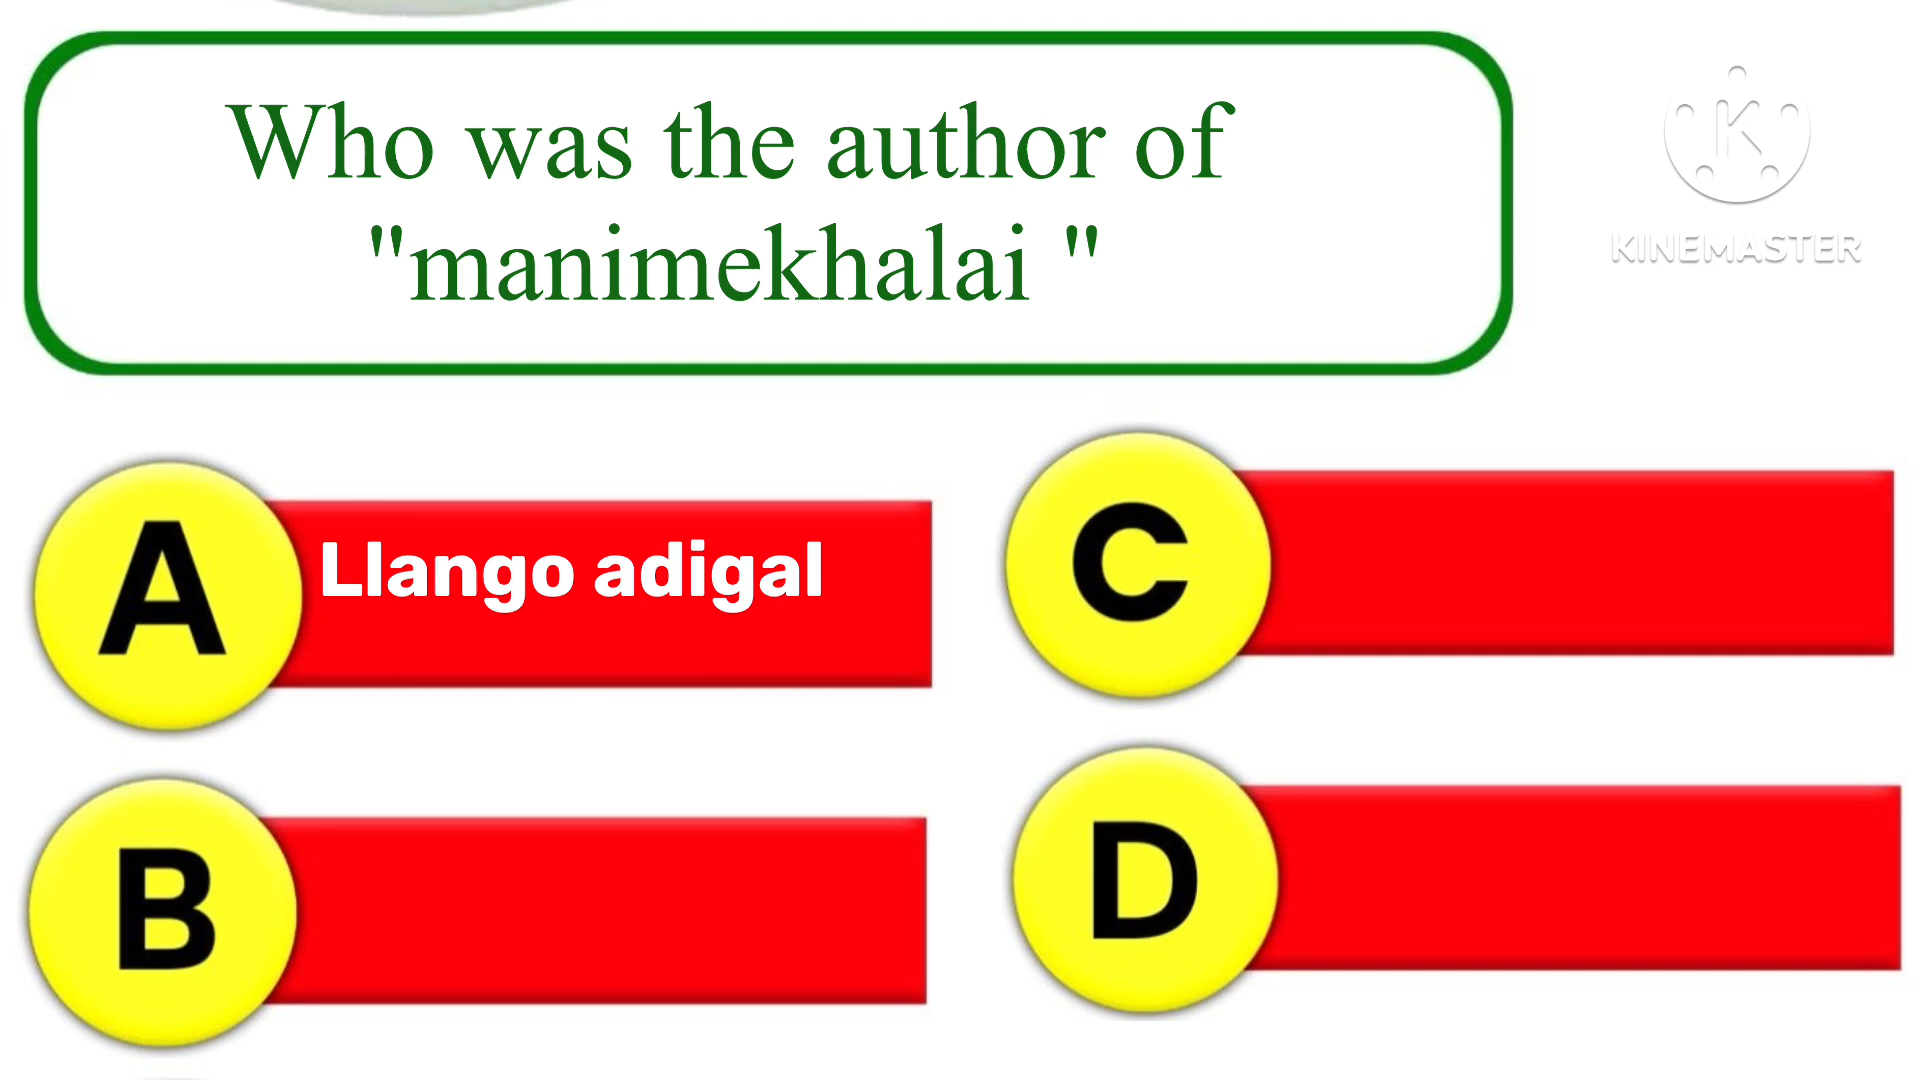 Who was the author of
"manimekhalai "
KINEMASTER
A
Llango adigal
C
B
D